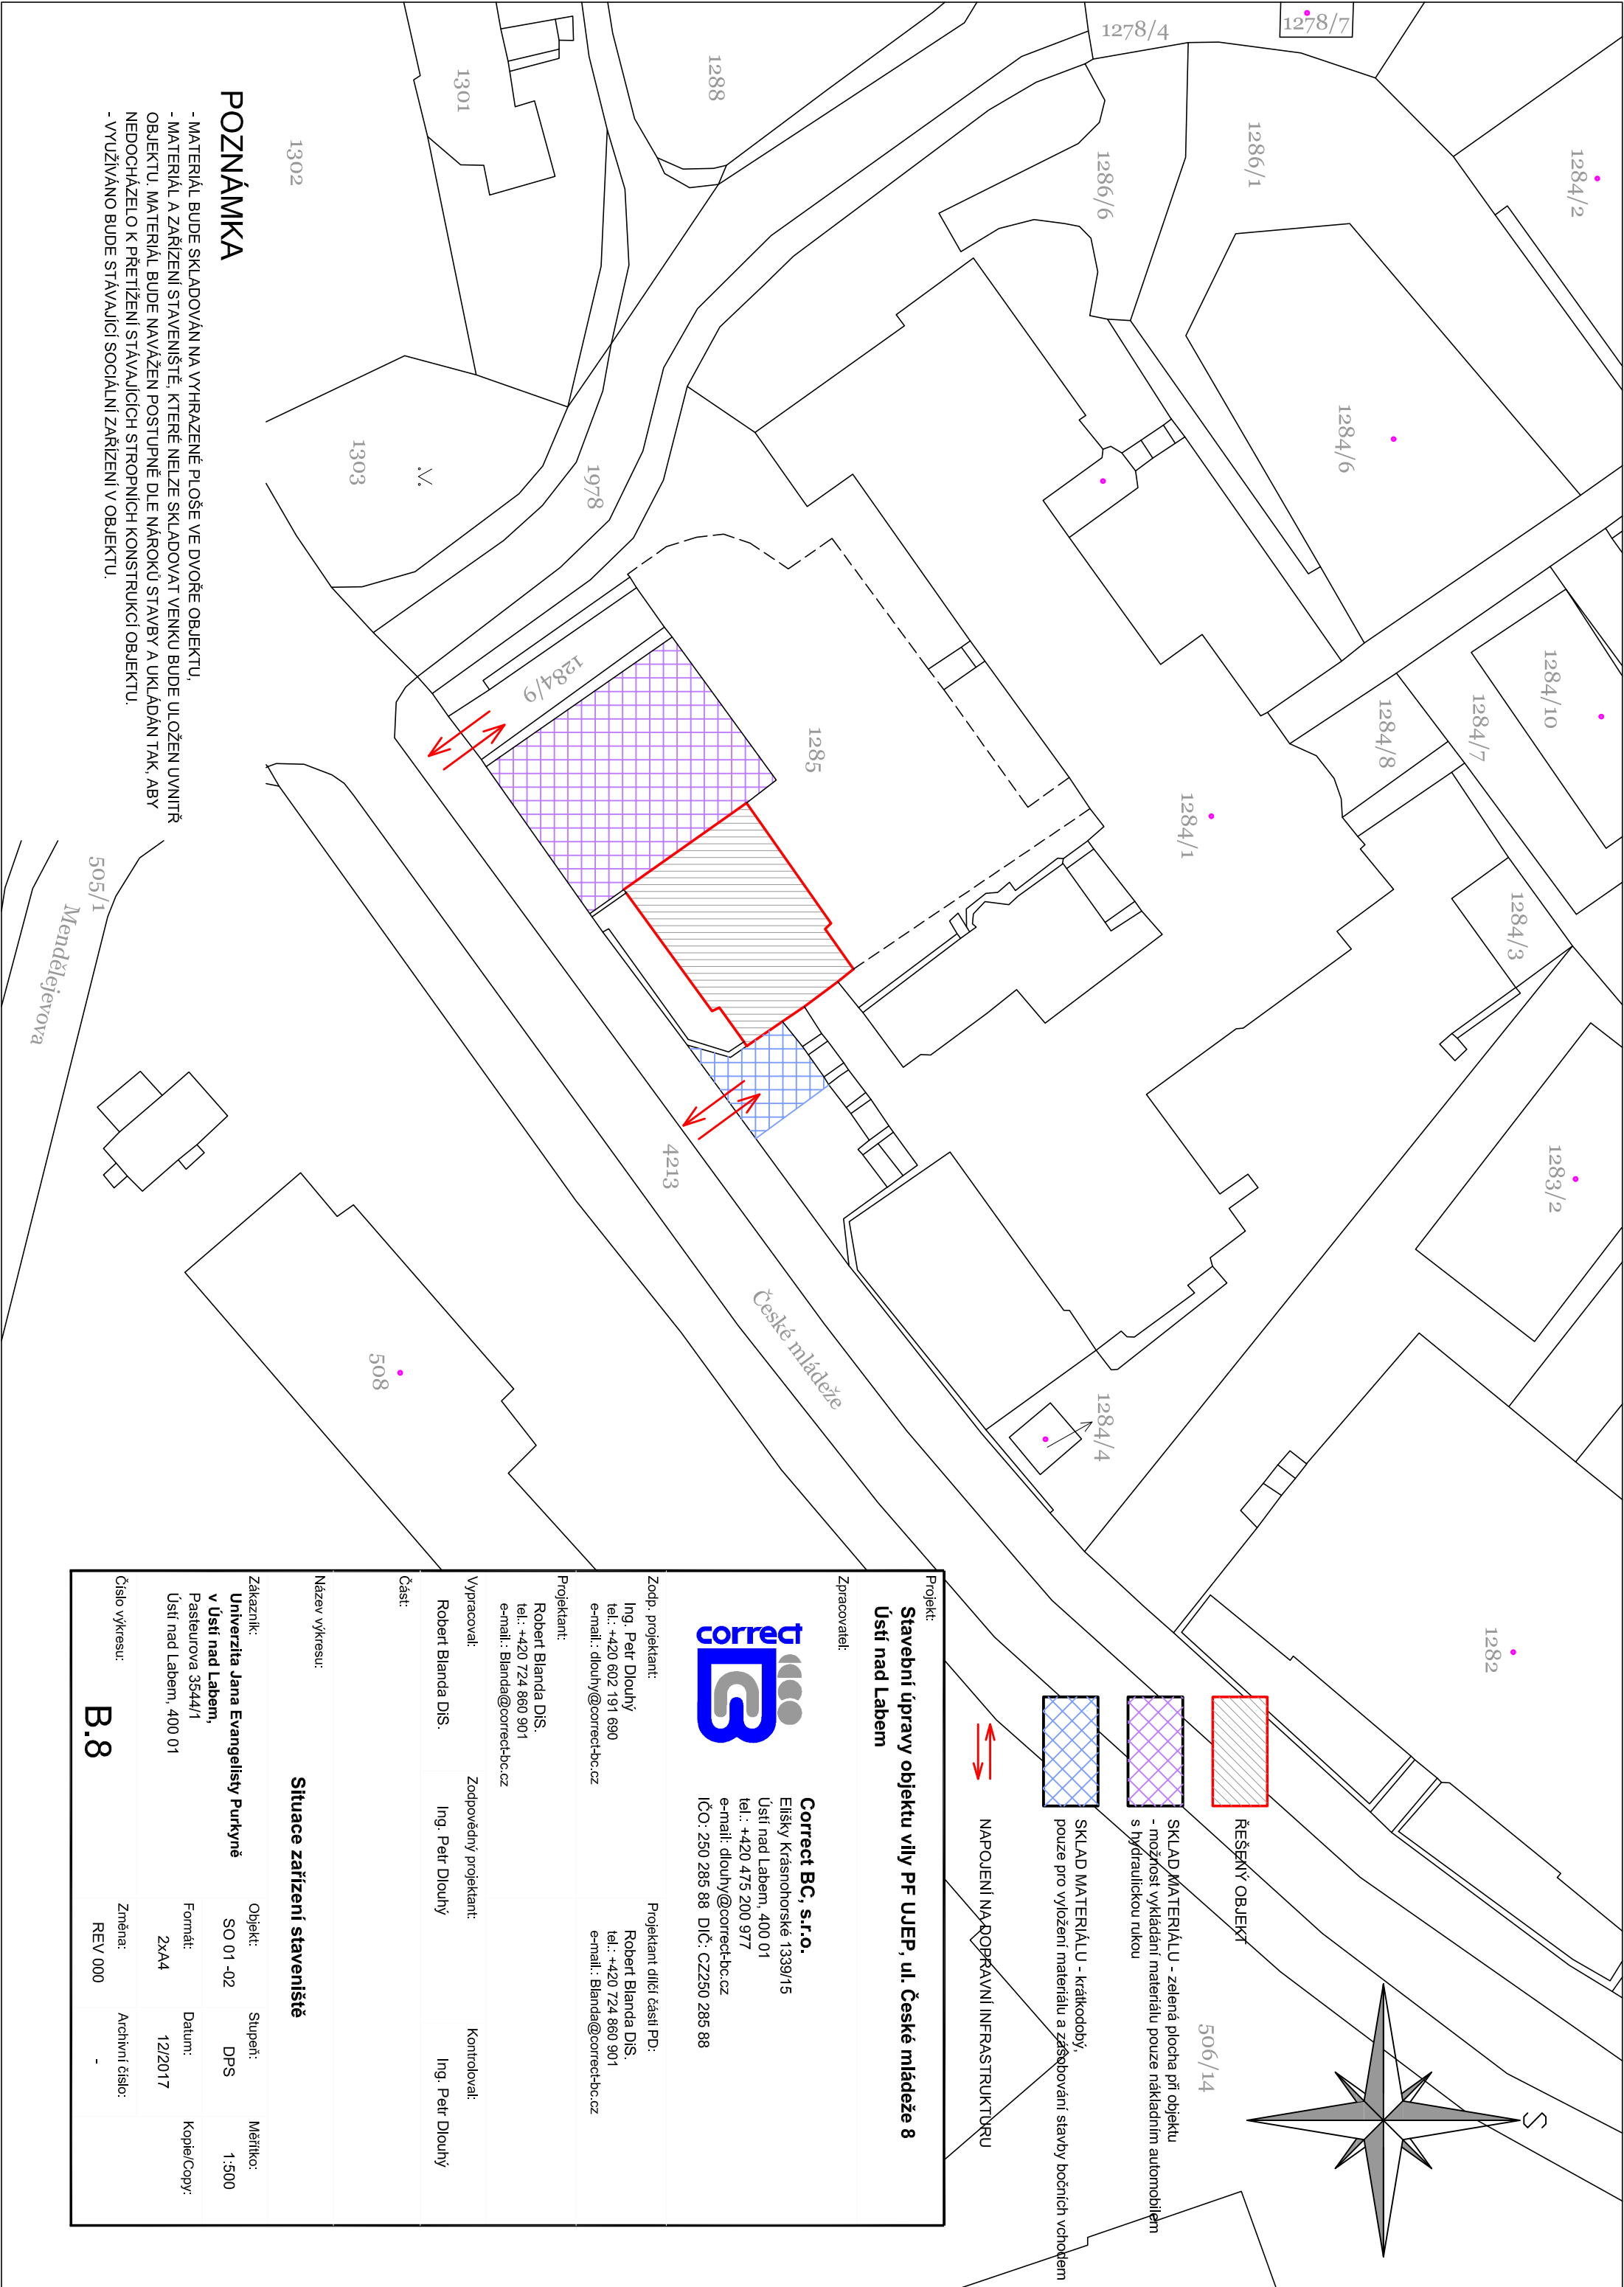 1278/7
1278/4
1288
1301
1302
1286/1
1286/6
1284/2
1284/6
1284/10
1284/7
1284/8
1284/3
1284/1
1285
1284/9
1978
1303
1283/2
1284/4
1282
4213
České mládeže
508
505/1
Mendělejevova
506/14
S
POZNÁMKA
- MATERIÁL BUDE SKLADOVÁN NA VYHRAZENÉ PLOŠE VE DVOŘE OBJEKTU,
- MATERIÁL A ZAŘÍZENÍ STAVENIŠTĚ, KTERÉ NELZE SKLADOVAT VENKU BUDE ULOŽEN UVNITŘ
OBJEKTU. MATERIÁL BUDE NAVÁŽEN POSTUPNĚ DLE NÁROKŮ STAVBY A UKLÁDÁN TAK, ABY
NEDOCHÁZELO K PŘETÍŽENÍ STÁVAJÍCÍCH STROPNÍCH KONSTRUKCÍ OBJEKTU.
- VYUŽÍVÁNO BUDE STÁVAJÍCÍ SOCIÁLNÍ ZAŘÍZENÍ V OBJEKTU.
ŘEŠENÝ OBJEKT
SKLAD MATERIÁLU - zelená plocha při objektu
- možnost vykládání materiálu pouze nákladním automobilem
s hydraulickou rukou
SKLAD MATERIÁLU - krátkodobý,
pouze pro vyložení materiálu a zásobování stavby bočních vchodem
NAPOJENÍ NA DOPRAVNÍ INFRASTRUKTURU
Projekt:
Stavební úpravy objektu vily PF UJEP, ul. České mládeže 8
Ústí nad Labem
Zpracovatel:
correct
BC
Correct BC, s.r.o.
Elišky Krásnohorské 1339/15
Ústí nad Labem, 400 01
tel.: +420 475 200 977
e-mail: dlouhy@correct-bc.cz
IČO: 250 285 88 DIČ: CZ250 285 88
Zodp. projektant:
Ing. Petr Dlouhý
tel.: +420 602 191 690
e-mail.: dlouhy@correct-bc.cz
Projektant dílčí části PD:
Robert Blanda DiS.
tel.: +420 724 860 901
e-mail.: Blanda@correct-bc.cz
Projektant:
Robert Blanda DiS.
tel.: +420 724 860 901
e-mail.: Blanda@correct-bc.cz
Vypracoval: Zodpovědný projektant: Kontroloval:
Robert Blanda DiS. Ing. Petr Dlouhý Ing. Petr Dlouhý
Část:
Název výkresu:
Situace zařízení staveniště
Zákazník:
Univerzita Jana Evangelisty Purkyně
v Ústí nad Labem,
Pasteurova 3544/1
Ústí nad Labem, 400 01
Objekt: Stupeň: Měřítko:
SO 01 -02 DPS 1:500
Formát: Datum: Kopie/Copy:
2xA4 12/2017
Číslo výkresu: Změna: Archivní číslo:
B.8 REV 000 -